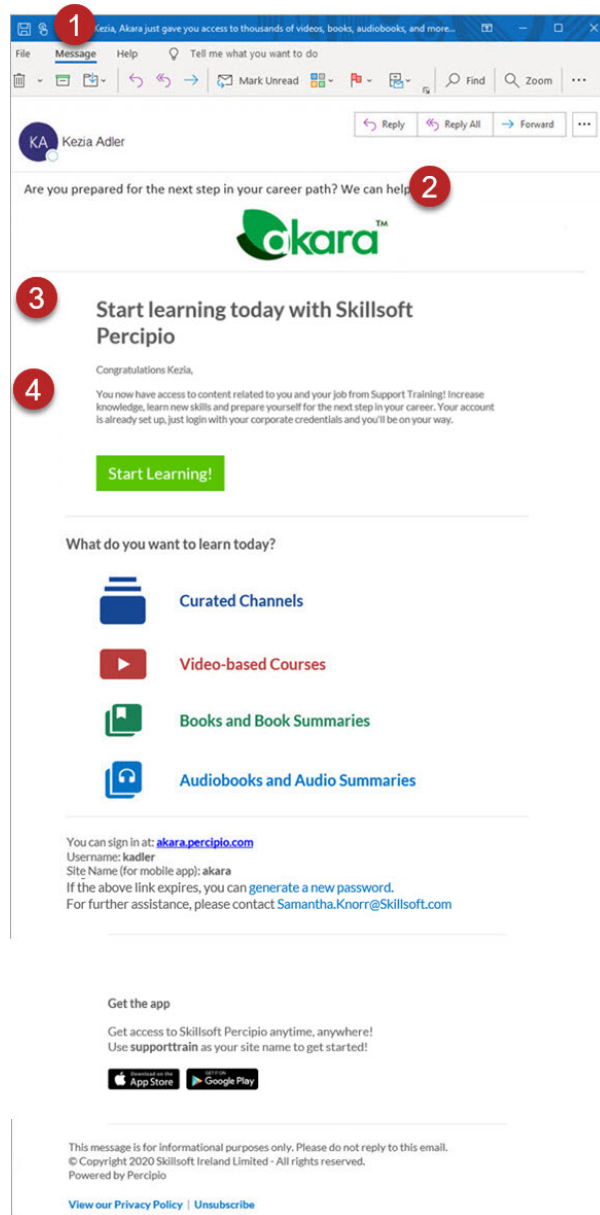 1
Kezia, Akara just gave you access to thousands of videos, books, audiobooks, and more...
File Message Help Tell me what you want to do
Mark Unread Find Zoom ...
Reply Reply All Forward ...
KA Kezia Adler
Are you prepared for the next step in your career path? We can help
2
akara™
3
Start learning today with Skillsoft
Percipio
Congratulations Kezia,
4
You now have access to content related to you and your job from Support Training! Increase
knowledge, learn new skills and prepare yourself for the next step in your career. Your account
is already set up, just login with your corporate credentials and you'll be on your way.
Start Learning!
What do you want to learn today?
Curated Channels
Video-based Courses
Books and Book Summaries
Audiobooks and Audio Summaries
You can sign in at: akara.percipio.com
Username: kadler
Site Name (for mobile app): akara
If the above link expires, you can generate a new password.
For further assistance, please contact Samantha.Knorr@Skillsoft.com
Get the app
Get access to Skillsoft Percipio anytime, anywhere!
Use supporttrain as your site name to get started!
Download on the App Store GET IT ON Google Play
This message is for informational purposes only. Please do not reply to this email.
© Copyright 2020 Skillsoft Ireland Limited - All rights reserved.
Powered by Percipio
View our Privacy Policy | Unsubscribe